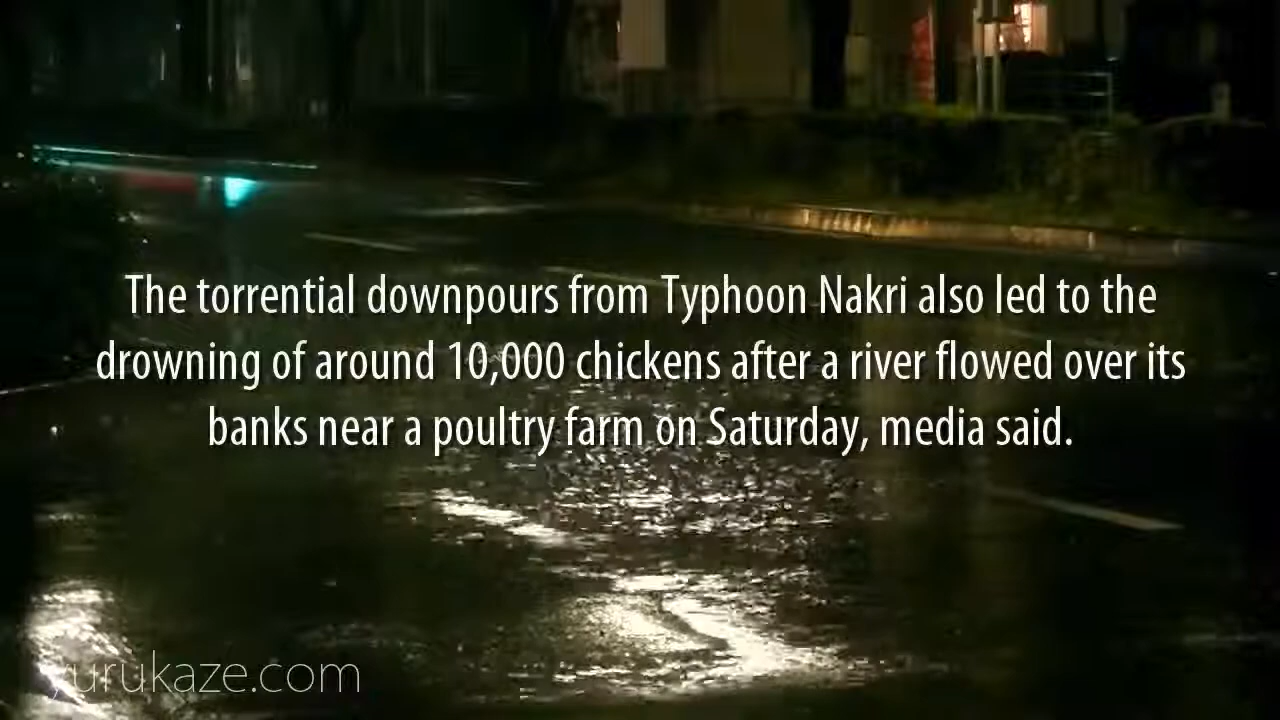 The torrential downpours from Typhoon Nakri also led to the
drowning of around 10,000 chickens after a river flowed over its
banks near a poultry farm on Saturday, media said.
yurukaze.com